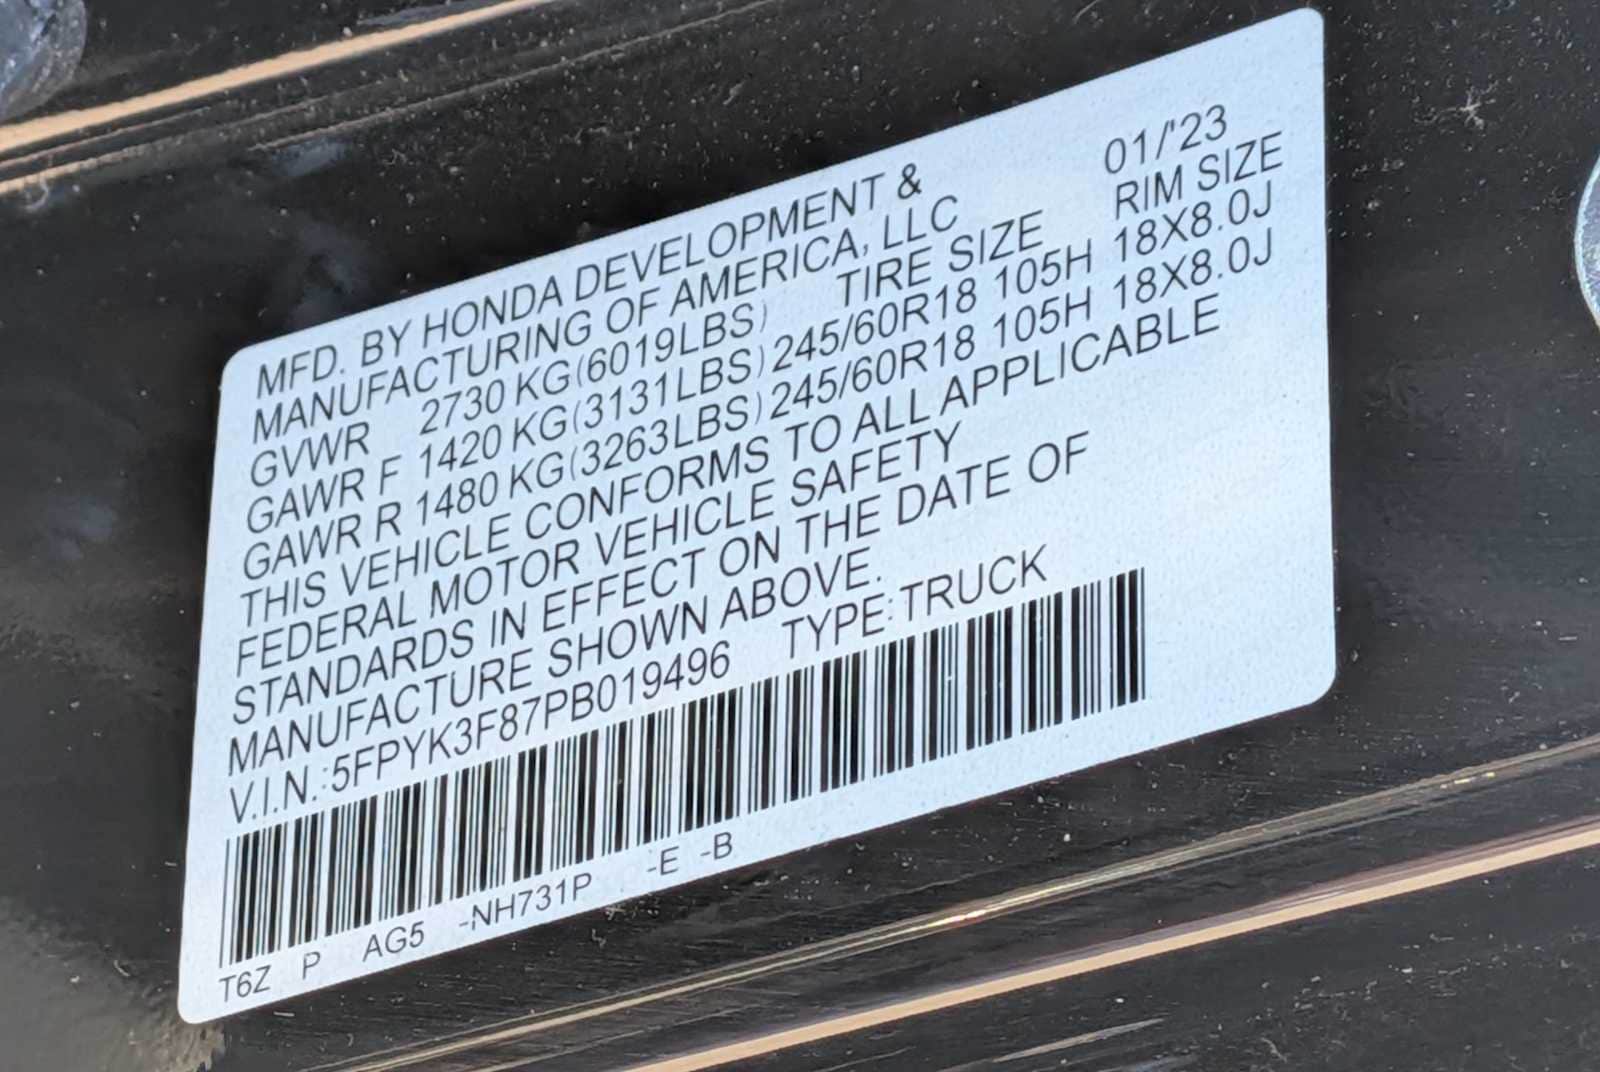 01/'23
MFD. BY HONDA DEVELOPMENT &
MANUFACTURING OF AMERICA, LLC
GVWR 2730 KG(6019LBS) TIRE SIZE RIM SIZE
GAWR F 1420 KG(3131LBS) 245/60R18 105H 18X8.0J
GAWR R 1480 KG(3263LBS) 245/60R18 105H 18X8.0J
THIS VEHICLE CONFORMS TO ALL APPLICABLE
FEDERAL MOTOR VEHICLE SAFETY
STANDARDS IN EFFECT ON THE DATE OF
MANUFACTURE SHOWN ABOVE.
V.I.N.:5FPYK3F87PB019496 TYPE:TRUCK
T6Z P AG5 -NH731P -E -B